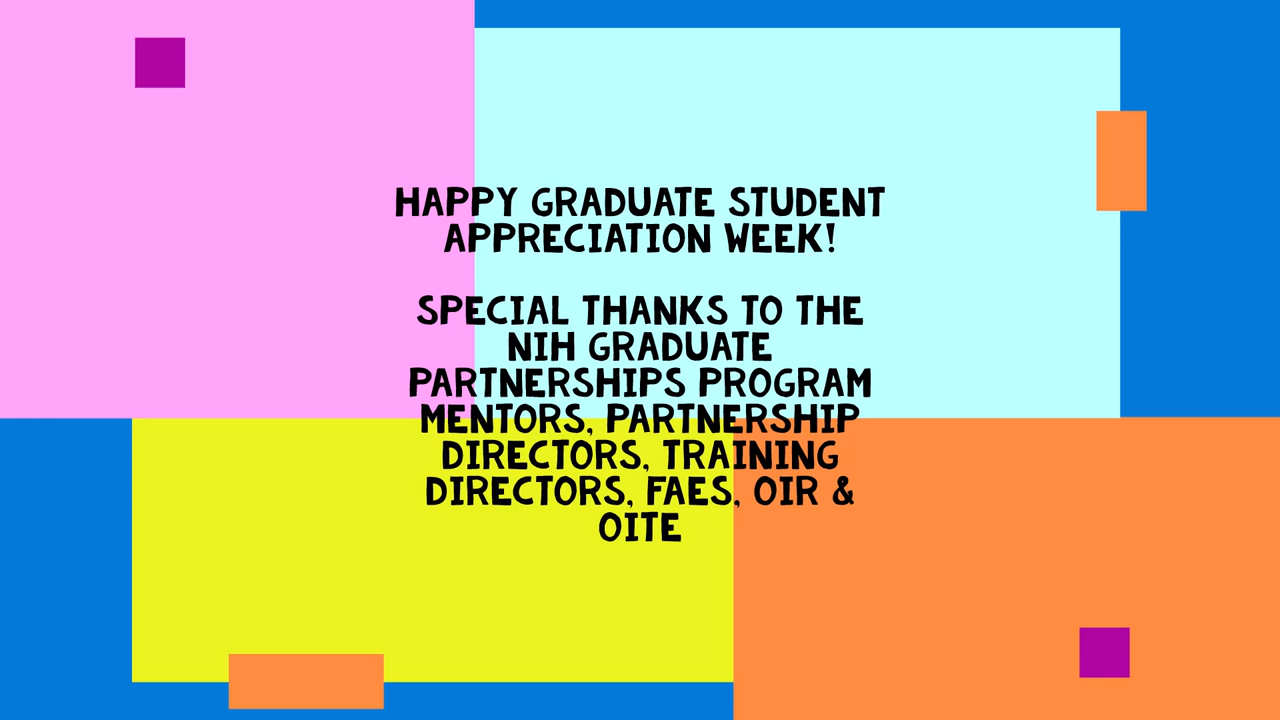 HAPPY GRADUATE STUDENT
APPRECIATION WEEK!
SPECIAL THANKS TO THE
NIH GRADUATE
PARTNERSHIPS PROGRAM
MENTORS, PARTNERSHIP
DIRECTORS, TRAINING
DIRECTORS, FAES, OIR &
OITE